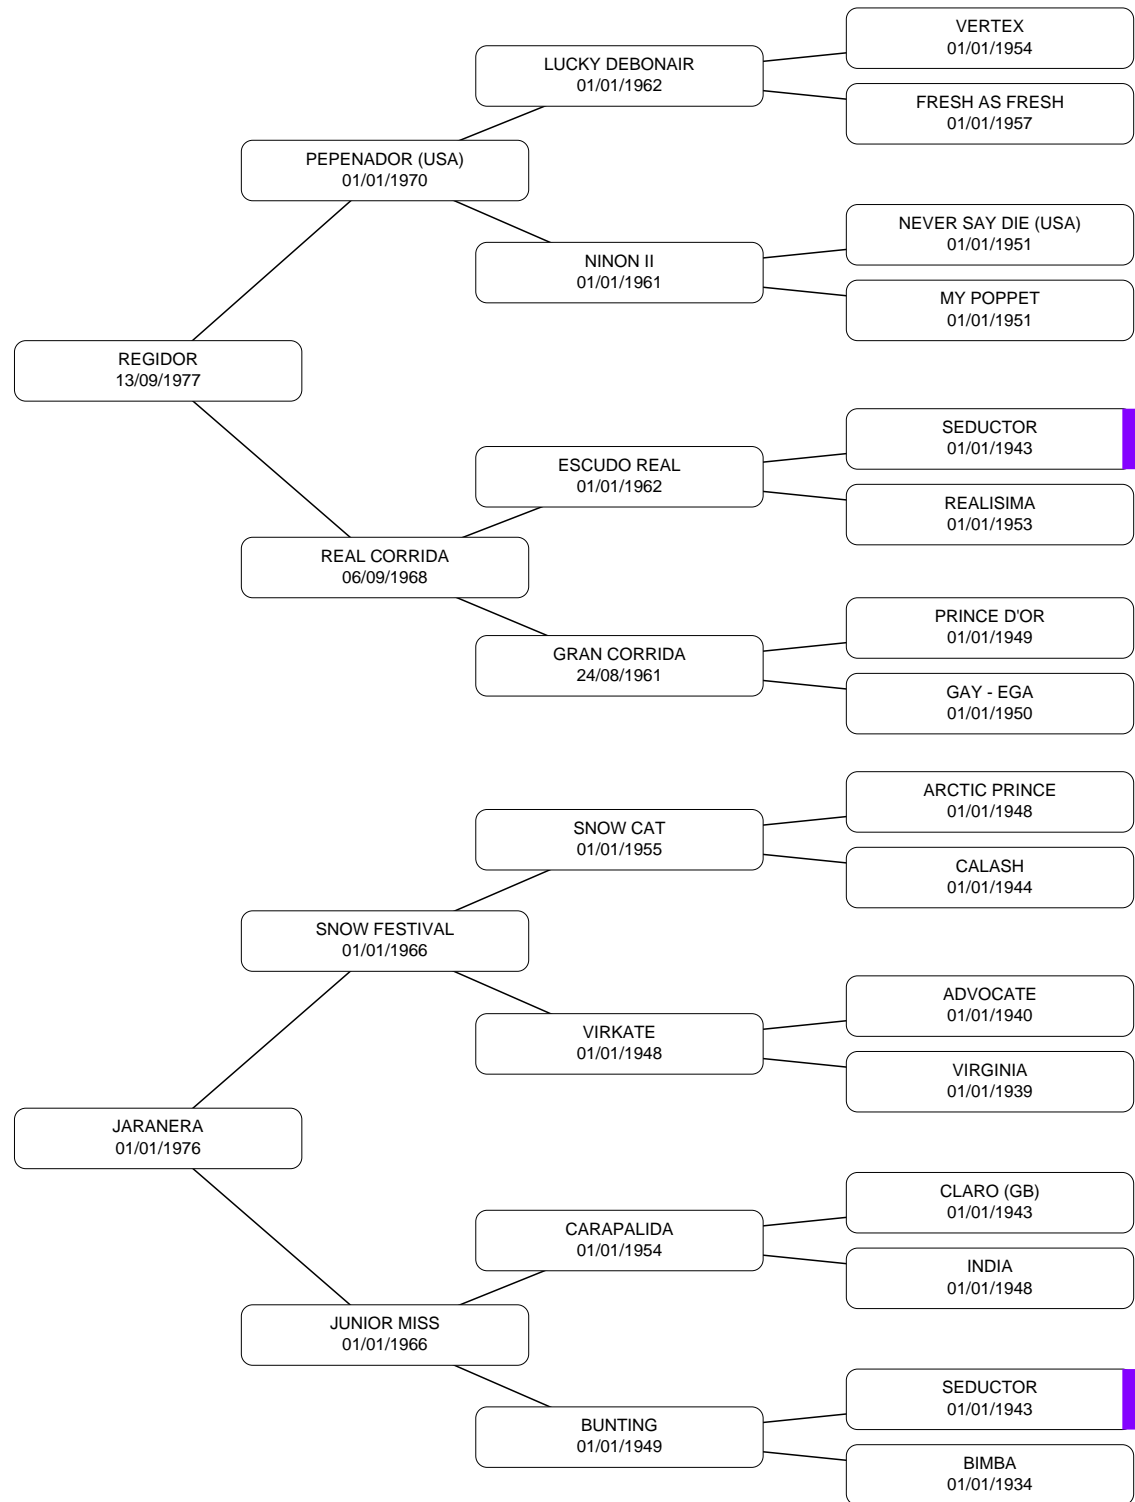 VERTEX
01/01/1954
LUCKY DEBONAIR
01/01/1962
FRESH AS FRESH
01/01/1957
PEPENADOR (USA)
01/01/1970
NEVER SAY DIE (USA)
01/01/1951
NINON II
01/01/1961
MY POPPET
01/01/1951
REGIDOR
13/09/1977
SEDUCTOR
01/01/1943
ESCUDO REAL
01/01/1962
REALISIMA
01/01/1953
REAL CORRIDA
06/09/1968
PRINCE D'OR
01/01/1949
GRAN CORRIDA
24/08/1961
GAY - EGA
01/01/1950
ARCTIC PRINCE
01/01/1948
SNOW CAT
01/01/1955
CALASH
01/01/1944
SNOW FESTIVAL
01/01/1966
ADVOCATE
01/01/1940
VIRKATE
01/01/1948
VIRGINIA
01/01/1939
JARANERA
01/01/1976
CLARO (GB)
01/01/1943
CARAPALIDA
01/01/1954
INDIA
01/01/1948
JUNIOR MISS
01/01/1966
SEDUCTOR
01/01/1943
BUNTING
01/01/1949
BIMBA
01/01/1934